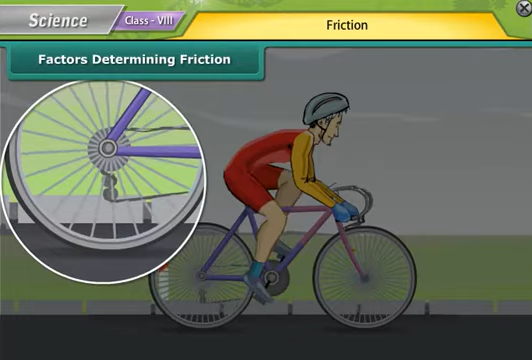 Science
Class - VIII
Friction
Factors Determining Friction